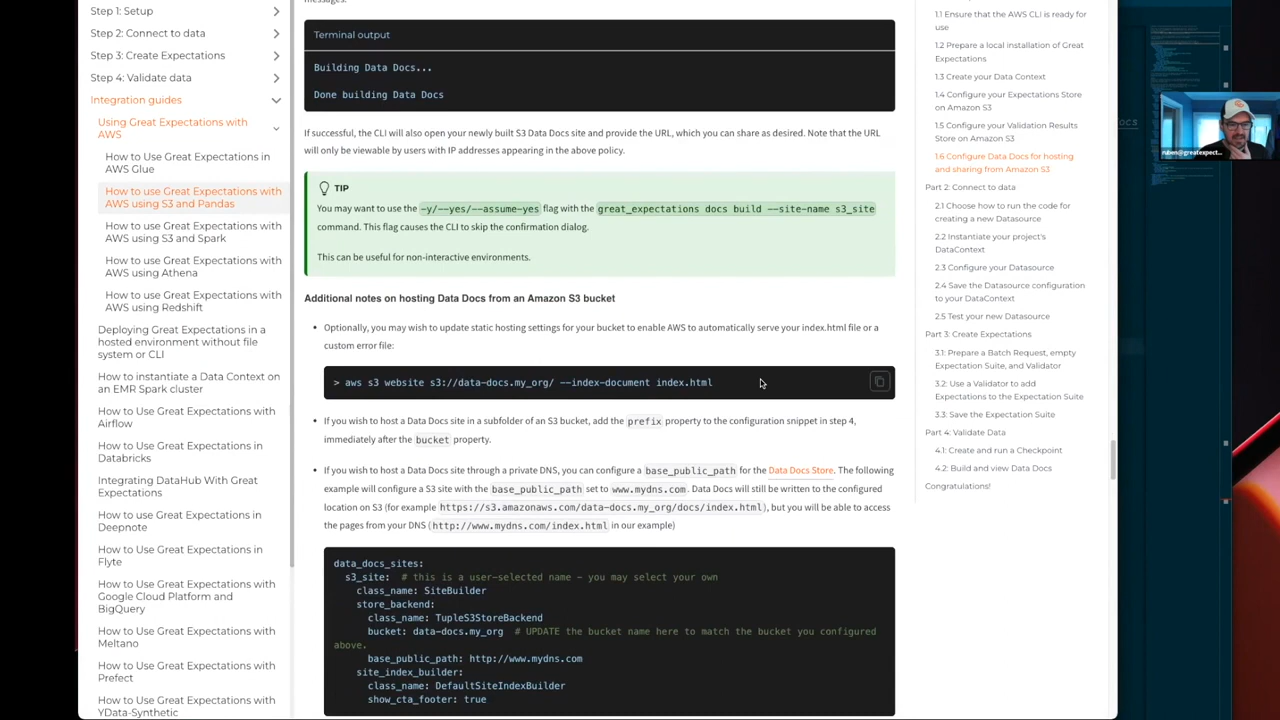 Step 1: Setup
Step 2: Connect to data
Step 3: Create Expectations
Step 4: Validate data
Integration guides
Using Great Expectations with
AWS
How to Use Great Expectations in
AWS Glue
How to use Great Expectations with
AWS using S3 and Pandas
How to use Great Expectations with
AWS using S3 and Spark
How to use Great Expectations with
AWS using Athena
How to use Great Expectations with
AWS using Redshift
Deploying Great Expectations in a
hosted environment without file
system or CLI
How to instantiate a Data Context on
an EMR Spark cluster
How to Use Great Expectations with
Airflow
How to Use Great Expectations in
Databricks
Integrating DataHub With Great
Expectations
How to use Great Expectations in
Deepnote
How to Use Great Expectations in
Flyte
How to Use Great Expectations with
Google Cloud Platform and
BigQuery
How to Use Great Expectations with
Meltano
How to Use Great Expectations with
Prefect
How to Use Great Expectations with
YData-Synthetic
messages.
Terminal output
Building Data Docs...
Done building Data Docs
If successful, the CLI will also open your newly built S3 Data Docs site and provide the URL, which you can share as desired. Note that the URL
will only be viewable by users with IP addresses appearing in the above policy.
TIP
You may want to use the -y/--yes/--assume-yes flag with the great_expectations docs build --site-name s3_site
command. This flag causes the CLI to skip the confirmation dialog.
This can be useful for non-interactive environments.
Additional notes on hosting Data Docs from an Amazon S3 bucket
• Optionally, you may wish to update static hosting settings for your bucket to enable AWS to automatically serve your index.html file or a
custom error file:
> aws s3 website s3://data-docs.my_org/ --index-document index.html
• If you wish to host a Data Docs site in a subfolder of an S3 bucket, add the prefix property to the configuration snippet in step 4,
immediately after the bucket property.
• If you wish to host a Data Docs site through a private DNS, you can configure a base_public_path for the Data Docs Store. The following
example will configure a S3 site with the base_public_path set to www.mydns.com. Data Docs will still be written to the configured
location on S3 (for example https://s3.amazonaws.com/data-docs.my_org/docs/index.html), but you will be able to access
the pages from your DNS (http://www.mydns.com/index.html in our example)
data_docs_sites:
s3_site: # this is a user-selected name - you may select your own
class_name: SiteBuilder
store_backend:
class_name: TupleS3StoreBackend
bucket: data-docs.my_org # UPDATE the bucket name here to match the bucket you configured
above.
base_public_path: http://www.mydns.com
site_index_builder:
class_name: DefaultSiteIndexBuilder
show_cta_footer: true
1.1 Ensure that the AWS CLI is ready for
use
1.2 Prepare a local installation of Great
Expectations
1.3 Create your Data Context
1.4 Configure your Expectations Store
on Amazon S3
1.5 Configure your Validation Results
Store on Amazon S3
1.6 Configure Data Docs for hosting
and sharing from Amazon S3
Part 2: Connect to data
2.1 Choose how to run the code for
creating a new Datasource
2.2 Instantiate your project's
DataContext
2.3 Configure your Datasource
2.4 Save the Datasource configuration
to your DataContext
2.5 Test your new Datasource
Part 3: Create Expectations
3.1: Prepare a Batch Request, empty
Expectation Suite, and Validator
3.2: Use a Validator to add
Expectations to the Expectation Suite
3.3: Save the Expectation Suite
Part 4: Validate Data
4.1: Create and run a Checkpoint
4.2: Build and view Data Docs
Congratulations!